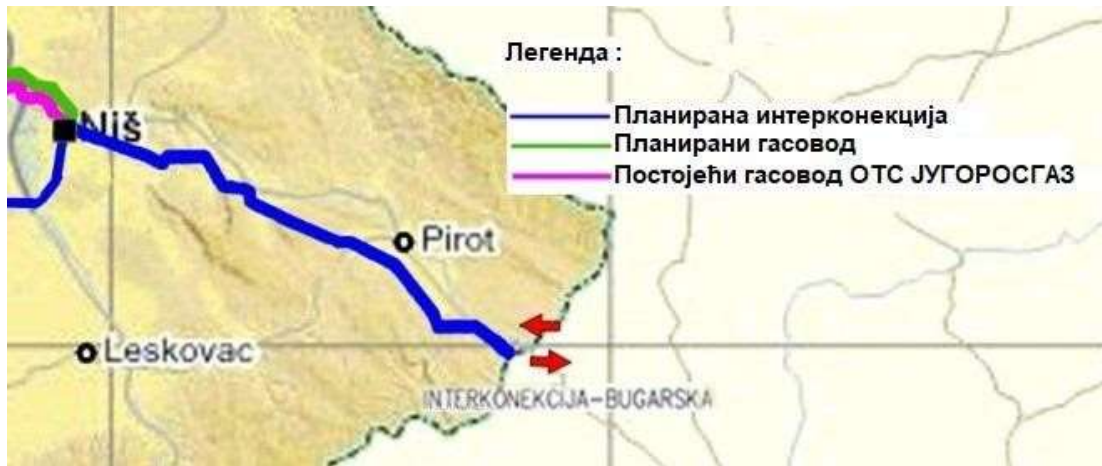 Легенда :
Планирана интерконекција
Планирани гасовод
Постојећи гасовод ОТС ЈУГОРОСГАЗ
Niš
Pirot
Leskovac
INTERKONEKCIJA-BUGARSKA